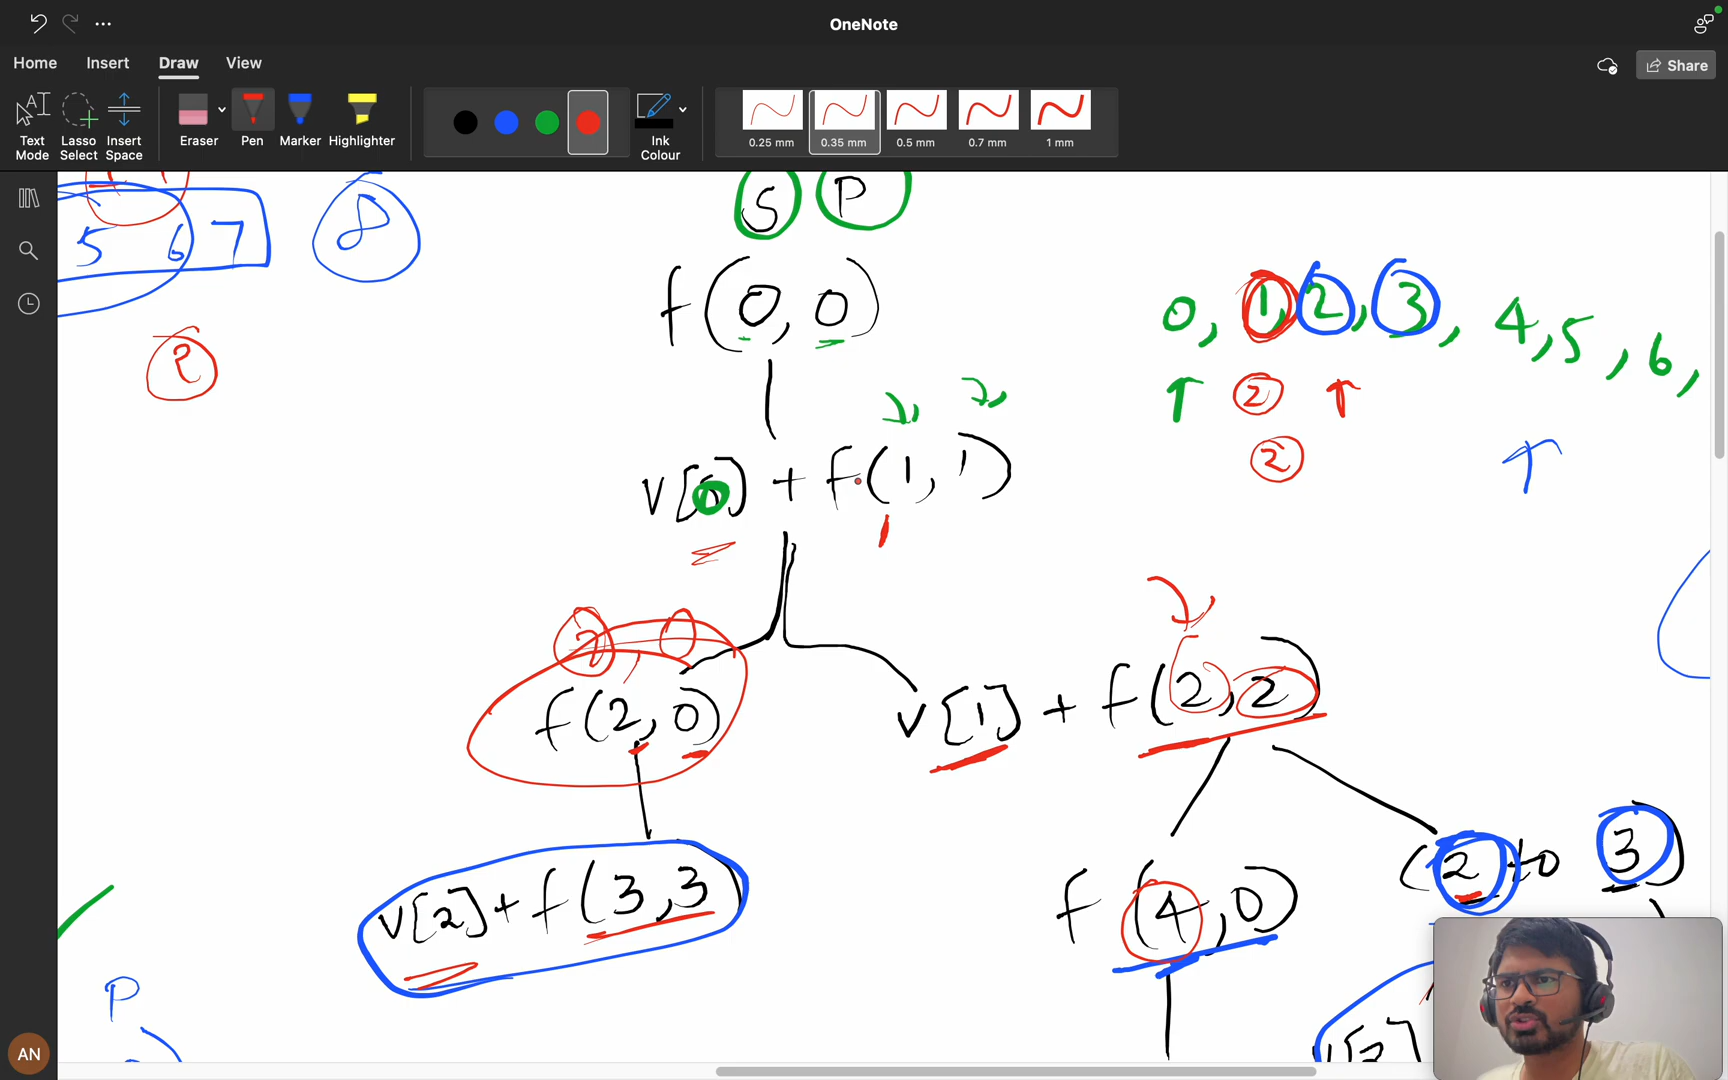 OneNote
Home Insert Draw View
Share
Text Mode
Lasso Select
Insert Space
Eraser
Pen
Marker
Highlighter
Ink Colour
0.25 mm
0.35 mm
0.5 mm
0.7 mm
1 mm
S P
5 6 7 8
f(0, 0)
0, 1, 2, 3, 4, 5, 6,
2
2
v[0] + f(1, 1)
f(2, 0)
v[1] + f(2, 2)
v[2] + f(3, 3)
f(4, 0)
(2 to 3)
P
v[2]
AN